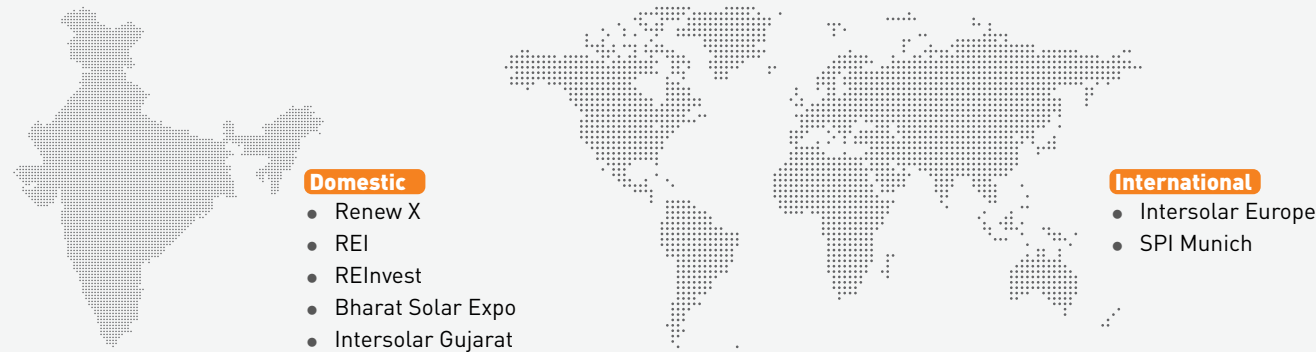 Domestic
● Renew X
● REI
● REInvest
● Bharat Solar Expo
● Intersolar Gujarat
International
● Intersolar Europe
● SPI Munich